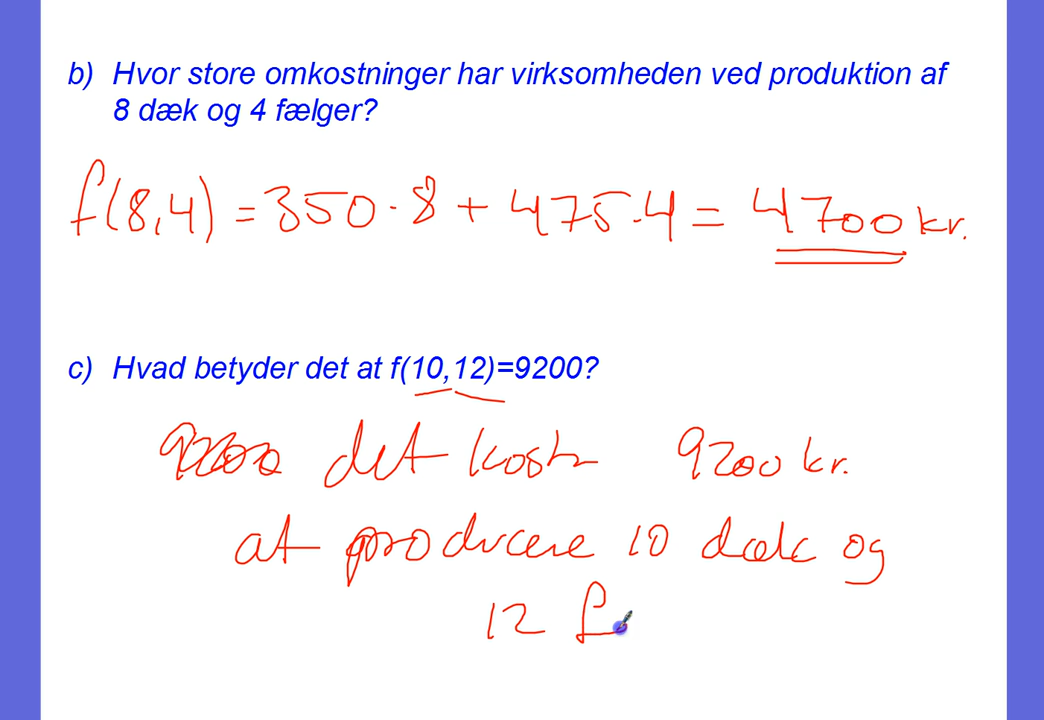 b) Hvor store omkostninger har virksomheden ved produktion af
8 dæk og 4 fælger?
f(8,4) = 350 · 8 + 475 · 4 = 4700 kr.
c) Hvad betyder det at f(10,12)=9200?
det koster 9200 kr.
at producere 10 dæk og
12 f